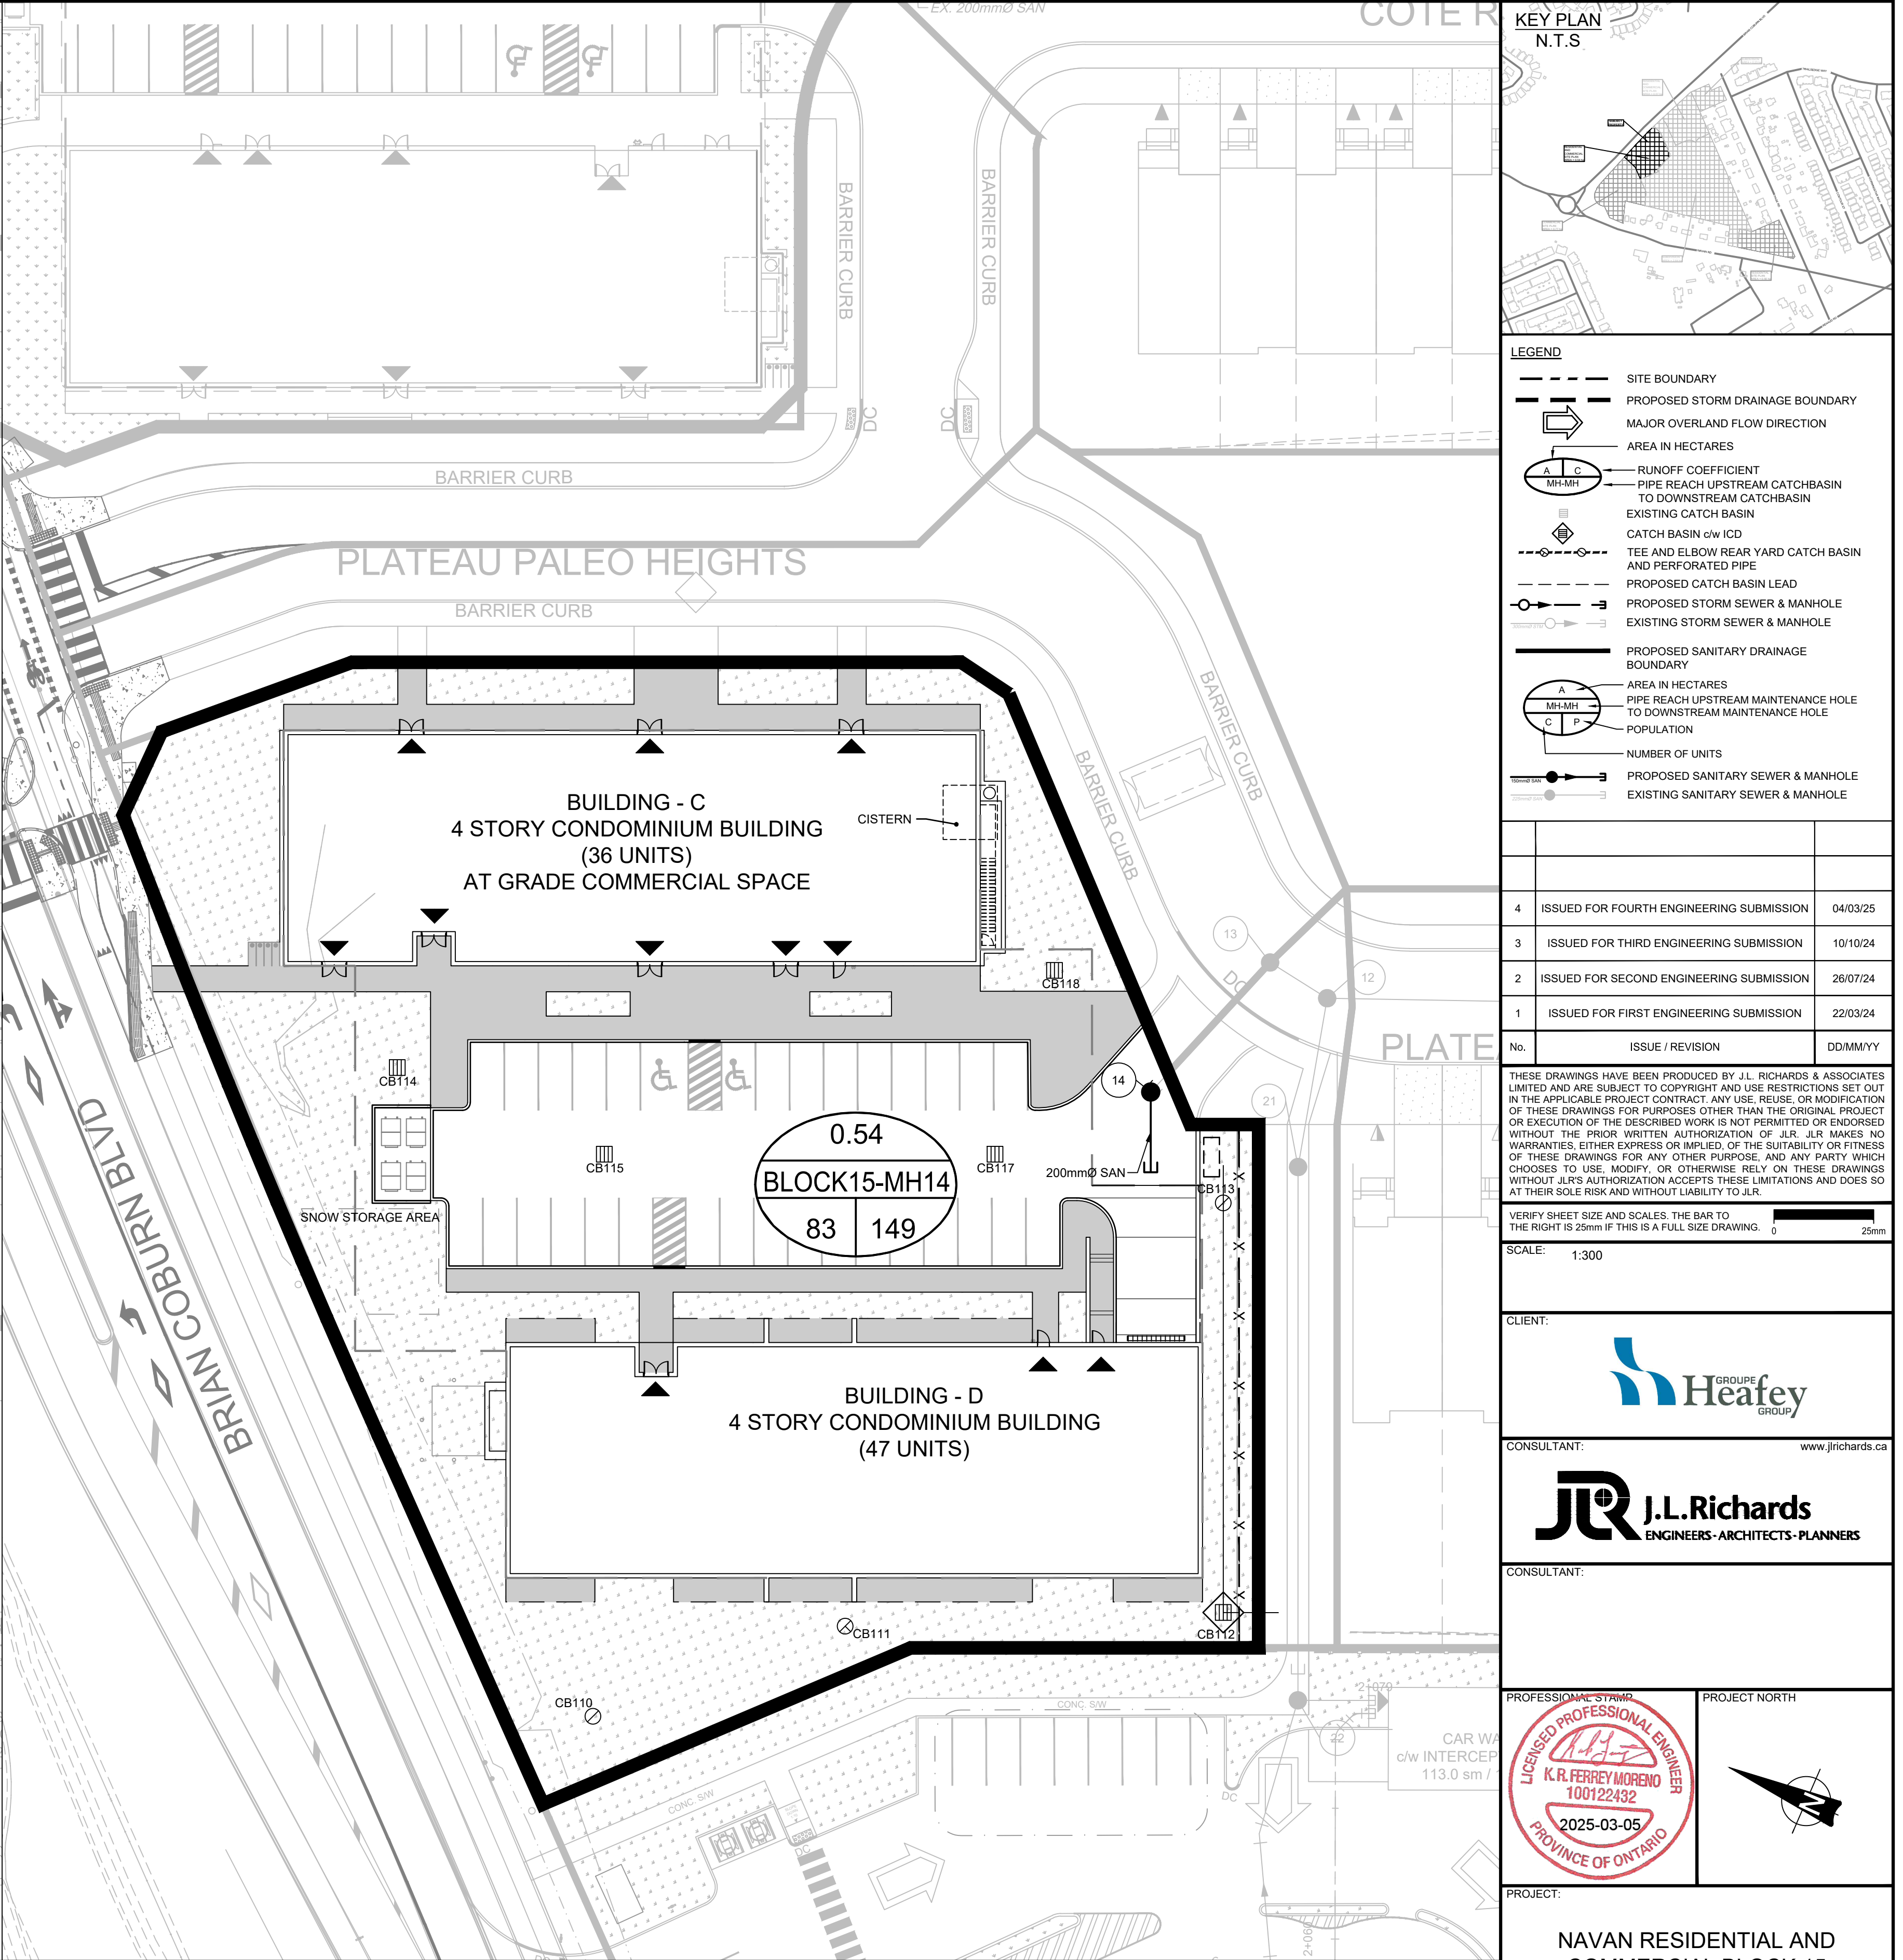 EX. 200mmØ SAN
COTE R
BARRIER CURB
BARRIER CURB
DC
DC
BARRIER CURB
PLATEAU PALEO HEIGHTS
BARRIER CURB
BARRIER CURB
BARRIER CURB
BUILDING - C
4 STORY CONDOMINIUM BUILDING
(36 UNITS)
AT GRADE COMMERCIAL SPACE
CISTERN
CB118
13
12
DC
PLATEA
CB114
14
21
0.54
BLOCK15-MH14
83 149
CB115
CB117
200mmØ SAN
CB113
SNOW STORAGE AREA
BRIAN COBURN BLVD
BUILDING - D
4 STORY CONDOMINIUM BUILDING
(47 UNITS)
CB111
CB112
CB110
CONC. S/W
2+070
22
CAR WA
c/w INTERCEP
113.0 sm / 1
CONC. S/W
DC
DC
2+060
KEY PLAN
N.T.S
LEGEND
SITE BOUNDARY
PROPOSED STORM DRAINAGE BOUNDARY
MAJOR OVERLAND FLOW DIRECTION
AREA IN HECTARES
A C
MH-MH
RUNOFF COEFFICIENT
PIPE REACH UPSTREAM CATCHBASIN
TO DOWNSTREAM CATCHBASIN
EXISTING CATCH BASIN
CATCH BASIN c/w ICD
TEE AND ELBOW REAR YARD CATCH BASIN
AND PERFORATED PIPE
PROPOSED CATCH BASIN LEAD
PROPOSED STORM SEWER & MANHOLE
EXISTING STORM SEWER & MANHOLE
PROPOSED SANITARY DRAINAGE
BOUNDARY
A
MH-MH
C P
AREA IN HECTARES
PIPE REACH UPSTREAM MAINTENANCE HOLE
TO DOWNSTREAM MAINTENANCE HOLE
POPULATION
NUMBER OF UNITS
150mmØ SAN
PROPOSED SANITARY SEWER & MANHOLE
EXISTING SANITARY SEWER & MANHOLE
4 ISSUED FOR FOURTH ENGINEERING SUBMISSION 04/03/25
3 ISSUED FOR THIRD ENGINEERING SUBMISSION 10/10/24
2 ISSUED FOR SECOND ENGINEERING SUBMISSION 26/07/24
1 ISSUED FOR FIRST ENGINEERING SUBMISSION 22/03/24
No. ISSUE / REVISION DD/MM/YY
THESE DRAWINGS HAVE BEEN PRODUCED BY J.L. RICHARDS & ASSOCIATES
LIMITED AND ARE SUBJECT TO COPYRIGHT AND USE RESTRICTIONS SET OUT
IN THE APPLICABLE PROJECT CONTRACT. ANY USE, REUSE, OR MODIFICATION
OF THESE DRAWINGS FOR PURPOSES OTHER THAN THE ORIGINAL PROJECT
OR EXECUTION OF THE DESCRIBED WORK IS NOT PERMITTED OR ENDORSED
WITHOUT THE PRIOR WRITTEN AUTHORIZATION OF JLR. JLR MAKES NO
WARRANTIES, EITHER EXPRESS OR IMPLIED, OF THE SUITABILITY OR FITNESS
OF THESE DRAWINGS FOR ANY OTHER PURPOSE, AND ANY PARTY WHICH
CHOOSES TO USE, MODIFY, OR OTHERWISE RELY ON THESE DRAWINGS
WITHOUT JLR'S AUTHORIZATION ACCEPTS THESE LIMITATIONS AND DOES SO
AT THEIR SOLE RISK AND WITHOUT LIABILITY TO JLR.
VERIFY SHEET SIZE AND SCALES. THE BAR TO
THE RIGHT IS 25mm IF THIS IS A FULL SIZE DRAWING.
0 25mm
SCALE: 1:300
CLIENT:
GROUPE
Heafey
GROUP
CONSULTANT: www.jlrichards.ca
JLR J.L.Richards
ENGINEERS·ARCHITECTS·PLANNERS
CONSULTANT:
PROFESSIONAL STAMP
LICENSED PROFESSIONAL ENGINEER
K.R. FERREY MORENO
100122432
2025-03-05
PROVINCE OF ONTARIO
PROJECT NORTH
N
PROJECT:
NAVAN RESIDENTIAL AND
COMMERCIAL BLOCK 15